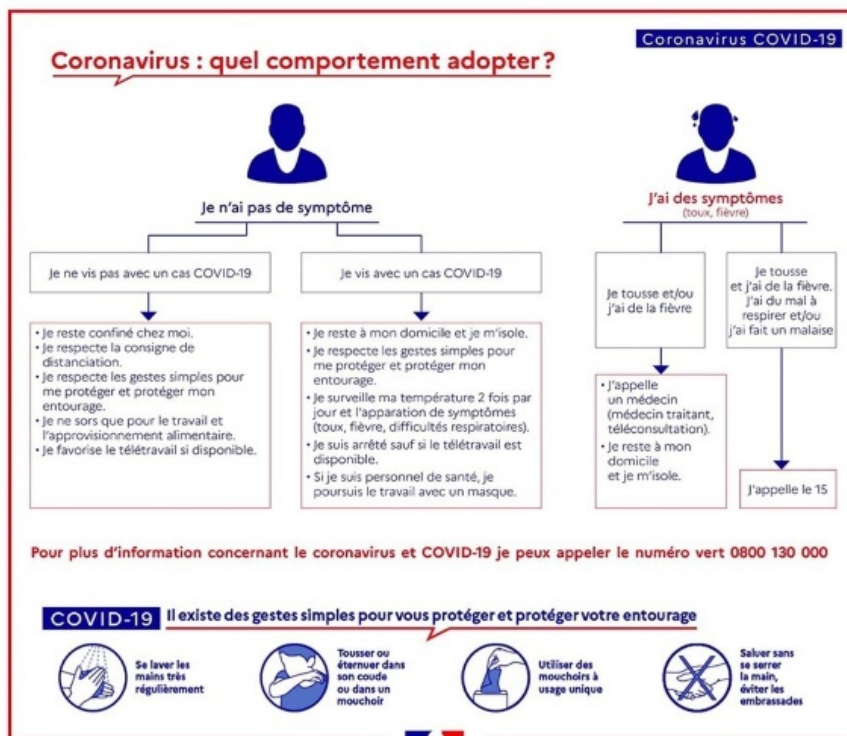 Coronavirus COVID-19
Coronavirus : quel comportement adopter ?
Je n'ai pas de symptôme
Je ne vis pas avec un cas COVID-19
• Je reste confiné chez moi.
• Je respecte la consigne de
distanciation.
• Je respecte les gestes simples pour
me protéger et protéger mon
entourage.
• Je ne sors que pour le travail et
l'approvisionnement alimentaire.
• Je favorise le télétravail si disponible.
Je vis avec un cas COVID-19
• Je reste à mon domicile et je m'isole.
• Je respecte les gestes simples pour
me protéger et protéger mon
entourage.
• Je surveille ma température 2 fois par
jour et l'apparation de symptômes
(toux, fièvre, difficultés respiratoires).
• Je suis arrêté sauf si le télétravail est
disponible.
• Si je suis personnel de santé, je
poursuis le travail avec un masque.
J'ai des symptômes
(toux, fièvre)
Je tousse et/ou
j'ai de la fièvre
• J'appelle
un médecin
(médecin traitant,
téléconsultation).
• Je reste à mon
domicile
et je m'isole.
Je tousse
et j'ai de la fièvre.
J'ai du mal à
respirer et/ou
j'ai fait un malaise
J'appelle le 15
Pour plus d'information concernant le coronavirus et COVID-19 je peux appeler le numéro vert 0800 130 000
COVID-19 Il existe des gestes simples pour vous protéger et protéger votre entourage
Se laver les
mains très
régulièrement
Tousser ou
éternuer dans
son coude
ou dans un
mouchoir
Utiliser des
mouchoirs à
usage unique
Saluer sans
se serrer
la main,
éviter les
embrassades